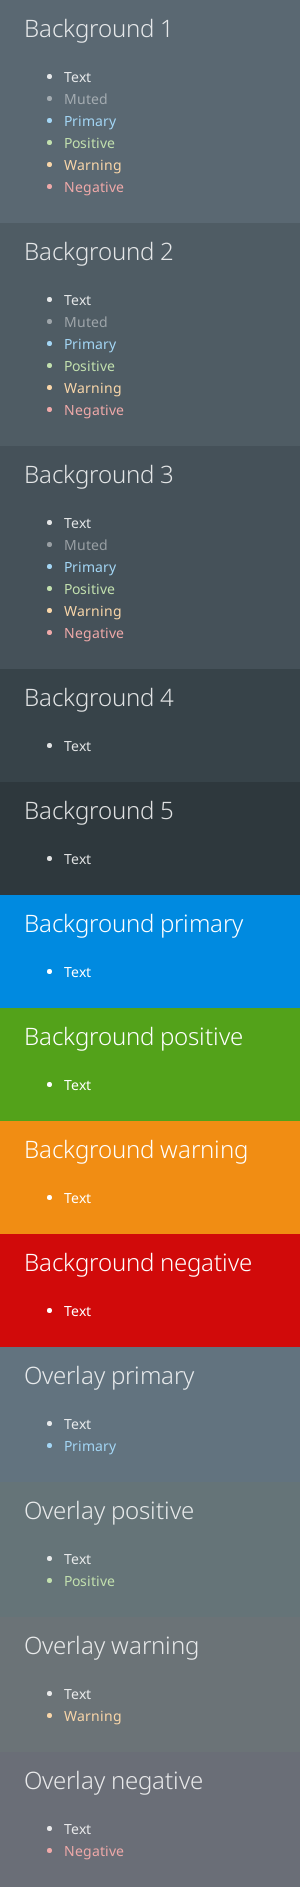 Background 1
Text
Muted
Primary
Positive
Warning
Negative
Background 2
Text
Muted
Primary
Positive
Warning
Negative
Background 3
Text
Muted
Primary
Positive
Warning
Negative
Background 4
Text
Background 5
Text
Background primary
Text
Background positive
Text
Background warning
Text
Background negative
Text
Overlay primary
Text
Primary
Overlay positive
Text
Positive
Overlay warning
Text
Warning
Overlay negative
Text
Negative